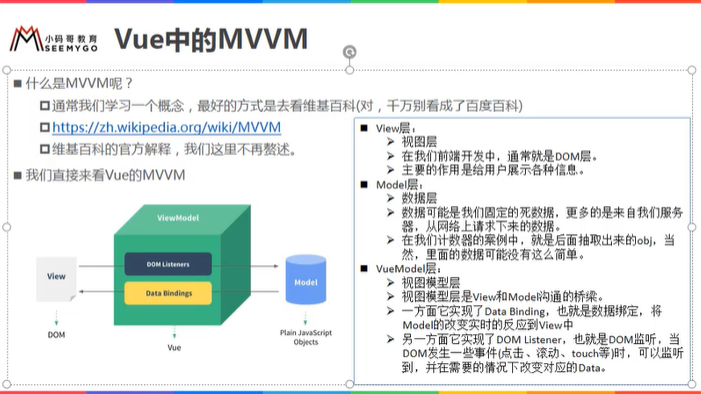 小码哥教育
SEEMYGO
Vue中的MVVM
什么是MVVM呢？
通常我们学习一个概念,最好的方式是去看维基百科(对，千万别看成了百度百科)
https://zh.wikipedia.org/wiki/MVVM
维基百科的官方解释，我们这里不再赘述。
我们直接来看Vue的MVVM
ViewModel
DOM Listeners
Data Bindings
View
Model
DOM
Vue
Plain JavaScript
Objects
View层：
视图层
在我们前端开发中，通常就是DOM层。
主要的作用是给用户展示各种信息。
Model层：
数据层
数据可能是我们固定的死数据，更多的是来自我们服务
器，从网络上请求下来的数据。
在我们计数器的案例中，就是后面抽取出来的obj，当
然，里面的数据可能没有这么简单。
VueModel层：
视图模型层
视图模型层是View和Model沟通的桥梁。
一方面它实现了Data Binding，也就是数据绑定，将
Model的改变实时的反应到View中
另一方面它实现了DOM Listener，也就是DOM监听，当
DOM发生一些事件(点击、滚动、touch等)时，可以监听
到，并在需要的情况下改变对应的Data。